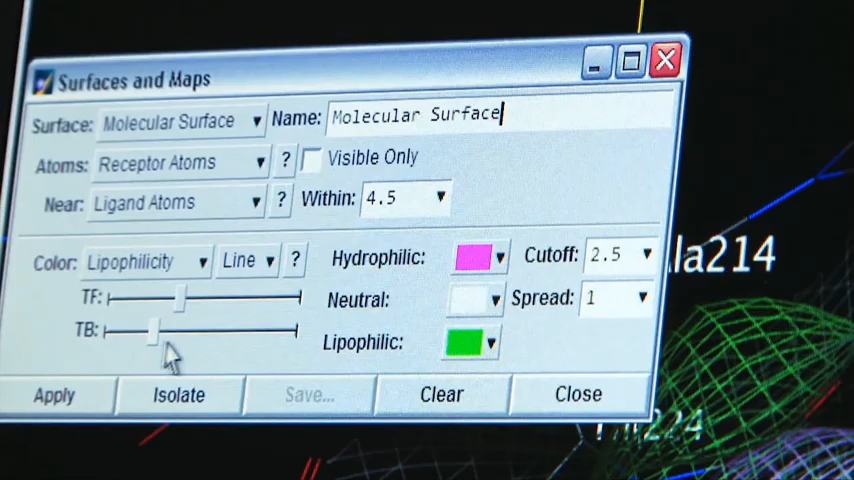 Surfaces and Maps
Surface: Molecular Surface Name: Molecular Surface
Atoms: Receptor Atoms ? Visible Only
Near: Ligand Atoms ? Within: 4.5
Color: Lipophilicity Line ? Hydrophilic: Cutoff: 2.5
TF: Neutral: Spread: 1
TB: Lipophilic:
Apply Isolate Save... Clear Close
la214